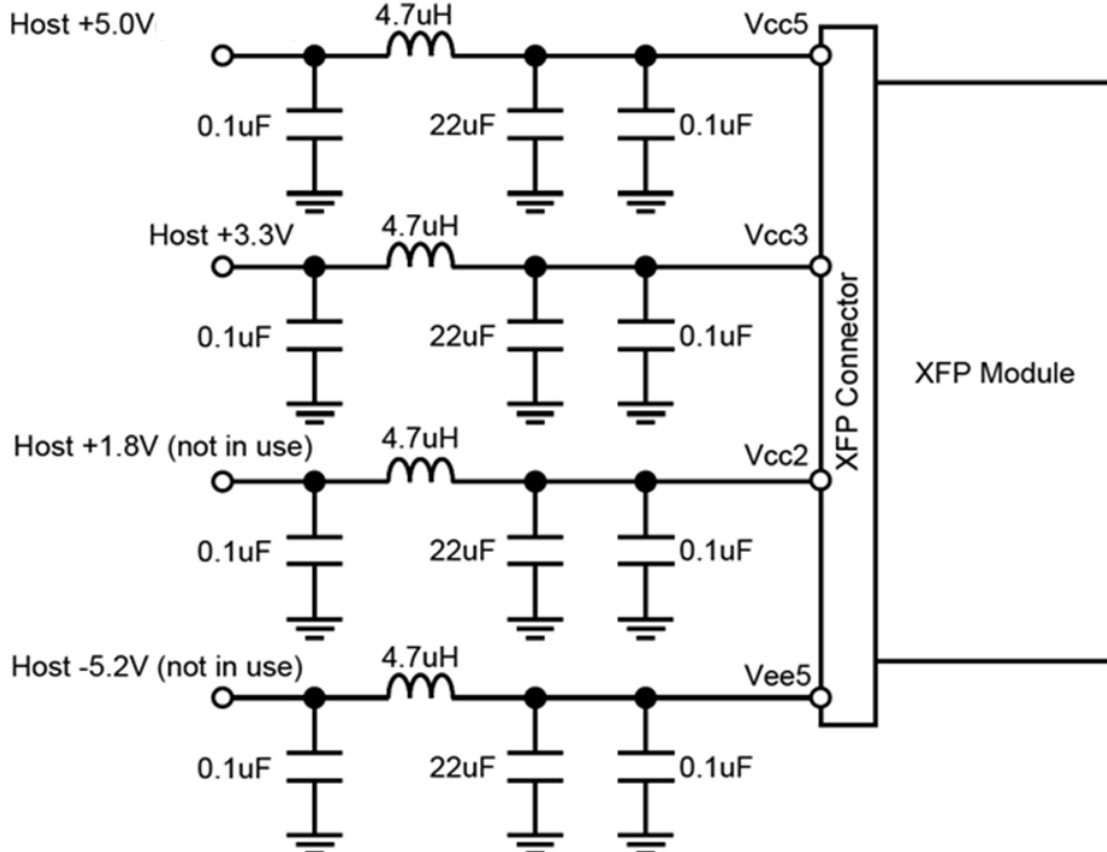 Host +5.0V
4.7uH
Vcc5
0.1uF
22uF
0.1uF
Host +3.3V
4.7uH
Vcc3
0.1uF
22uF
0.1uF
XFP Connector
XFP Module
Host +1.8V (not in use)
4.7uH
Vcc2
0.1uF
22uF
0.1uF
Host -5.2V (not in use)
4.7uH
Vee5
0.1uF
22uF
0.1uF